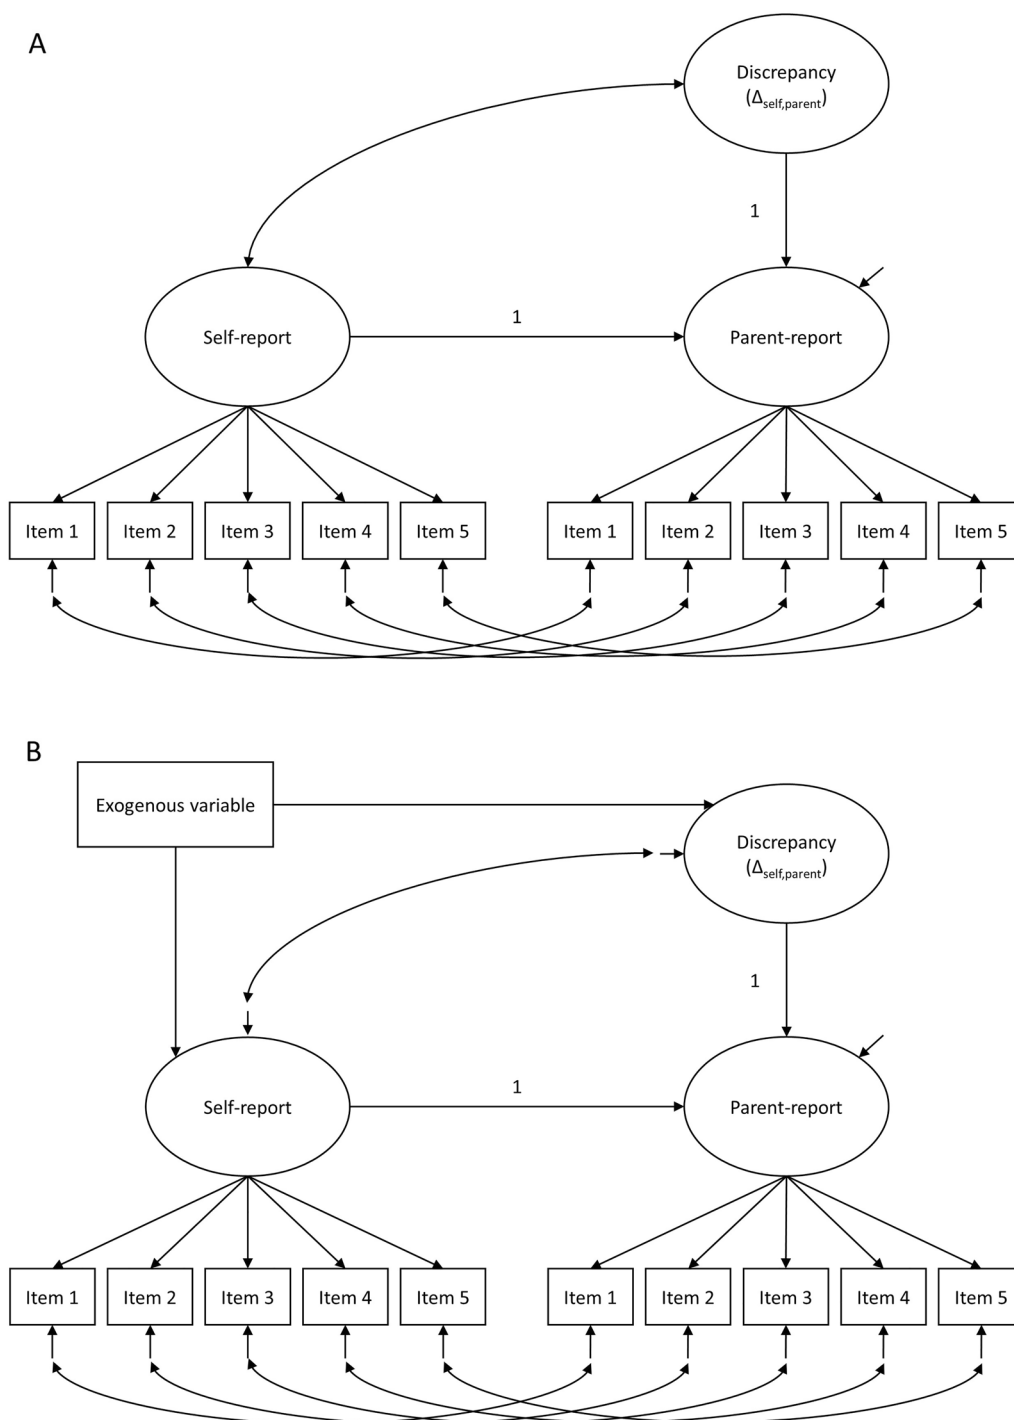 A
Discrepancy
(Δself,parent)
1
Self-report
1
Parent-report
Item 1
Item 2
Item 3
Item 4
Item 5
Item 1
Item 2
Item 3
Item 4
Item 5
B
Exogenous variable
Discrepancy
(Δself,parent)
1
Self-report
1
Parent-report
Item 1
Item 2
Item 3
Item 4
Item 5
Item 1
Item 2
Item 3
Item 4
Item 5